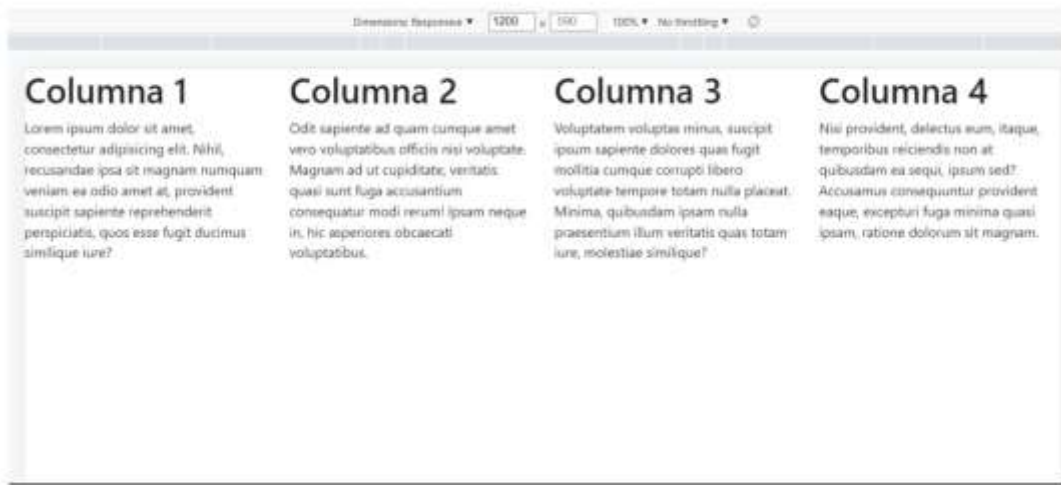 Dimensions: Responsive ▼ 1200 x 590 100% ▼ No throttling ▼
Columna 1
Lorem ipsum dolor sit amet,
consectetur adipisicing elit. Nihil,
recusandae ipsa sit magnam numquam
veniam ea odio amet at, provident
suscipit sapiente reprehenderit
perspiciatis, quos esse fugit ducimus
similique iure?
Columna 2
Odit sapiente ad quam cumque amet
vero voluptatibus officiis nisi voluptate.
Magnam ad ut cupiditate, veritatis
quasi sunt fuga accusantium
consequatur modi rerum! Ipsam neque
in, hic asperiores obcaecati
voluptatibus.
Columna 3
Voluptatem voluptas minus, suscipit
ipsum sapiente dolores quas fugit
mollitia cumque corrupti libero
voluptate tempore totam nulla placeat.
Minima, quibusdam ipsam nulla
praesentium illum veritatis quas totam
iure, molestiae similique?
Columna 4
Nisi provident, delectus eum, itaque,
temporibus reiciendis non at
quibusdam ea sequi, ipsum sed?
Accusamus consequuntur provident
eaque, excepturi fuga minima quasi
ipsam, ratione dolorum sit magnam.